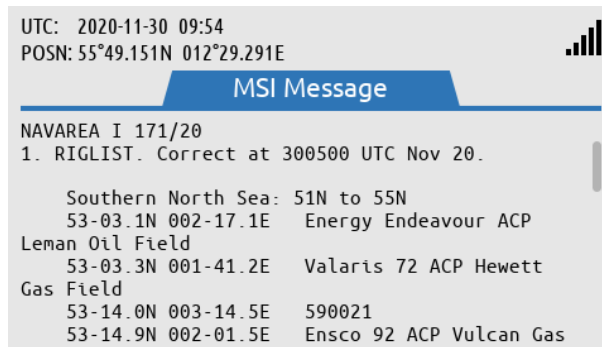 UTC: 2020-11-30 09:54
POSN: 55°49.151N 012°29.291E
MSI Message
NAVAREA I 171/20
1. RIGLIST. Correct at 300500 UTC Nov 20.
Southern North Sea: 51N to 55N
53-03.1N 002-17.1E Energy Endeavour ACP
Leman Oil Field
53-03.3N 001-41.2E Valaris 72 ACP Hewett
Gas Field
53-14.0N 003-14.5E 590021
53-14.9N 002-01.5E Ensco 92 ACP Vulcan Gas